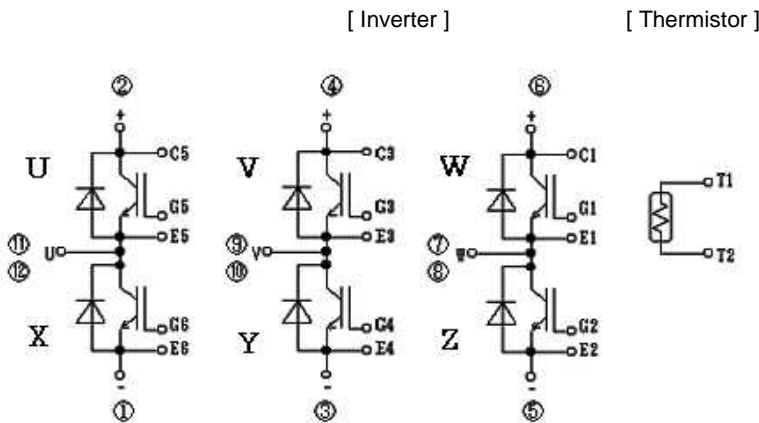 [ Inverter ] [ Thermistor ]
② ④ ⑥
+ + +
C5 C3 C1
U V W
T1
G5 G3 G1
E5 E3 E1
⑪ U ⑨ V ⑦ W
T2
⑫ ⑩ ⑧
X Y Z
G6 G4 G2
E6 E4 E2
- - -
① ③ ⑤